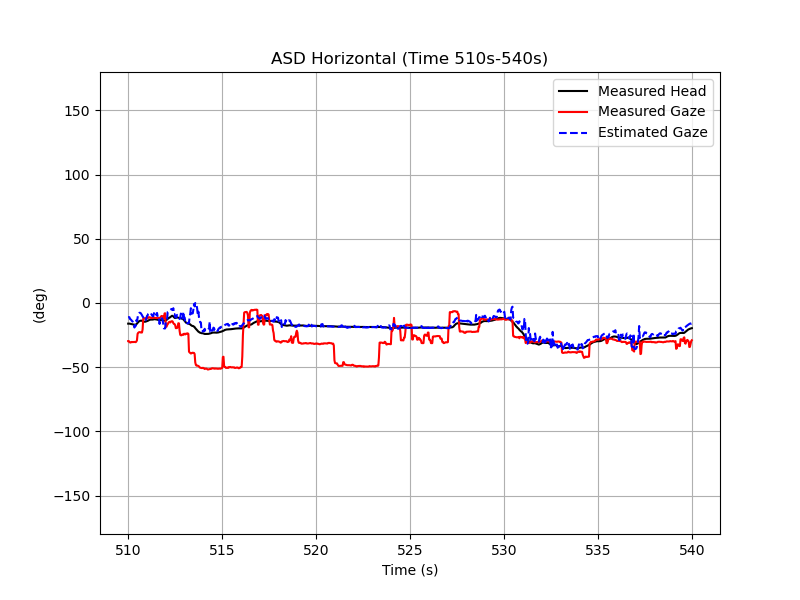 ASD Horizontal (Time 510s-540s)
Measured Head
Measured Gaze
Estimated Gaze
150
100
50
0
−50
−100
−150
(deg)
510 515 520 525 530 535 540
Time (s)